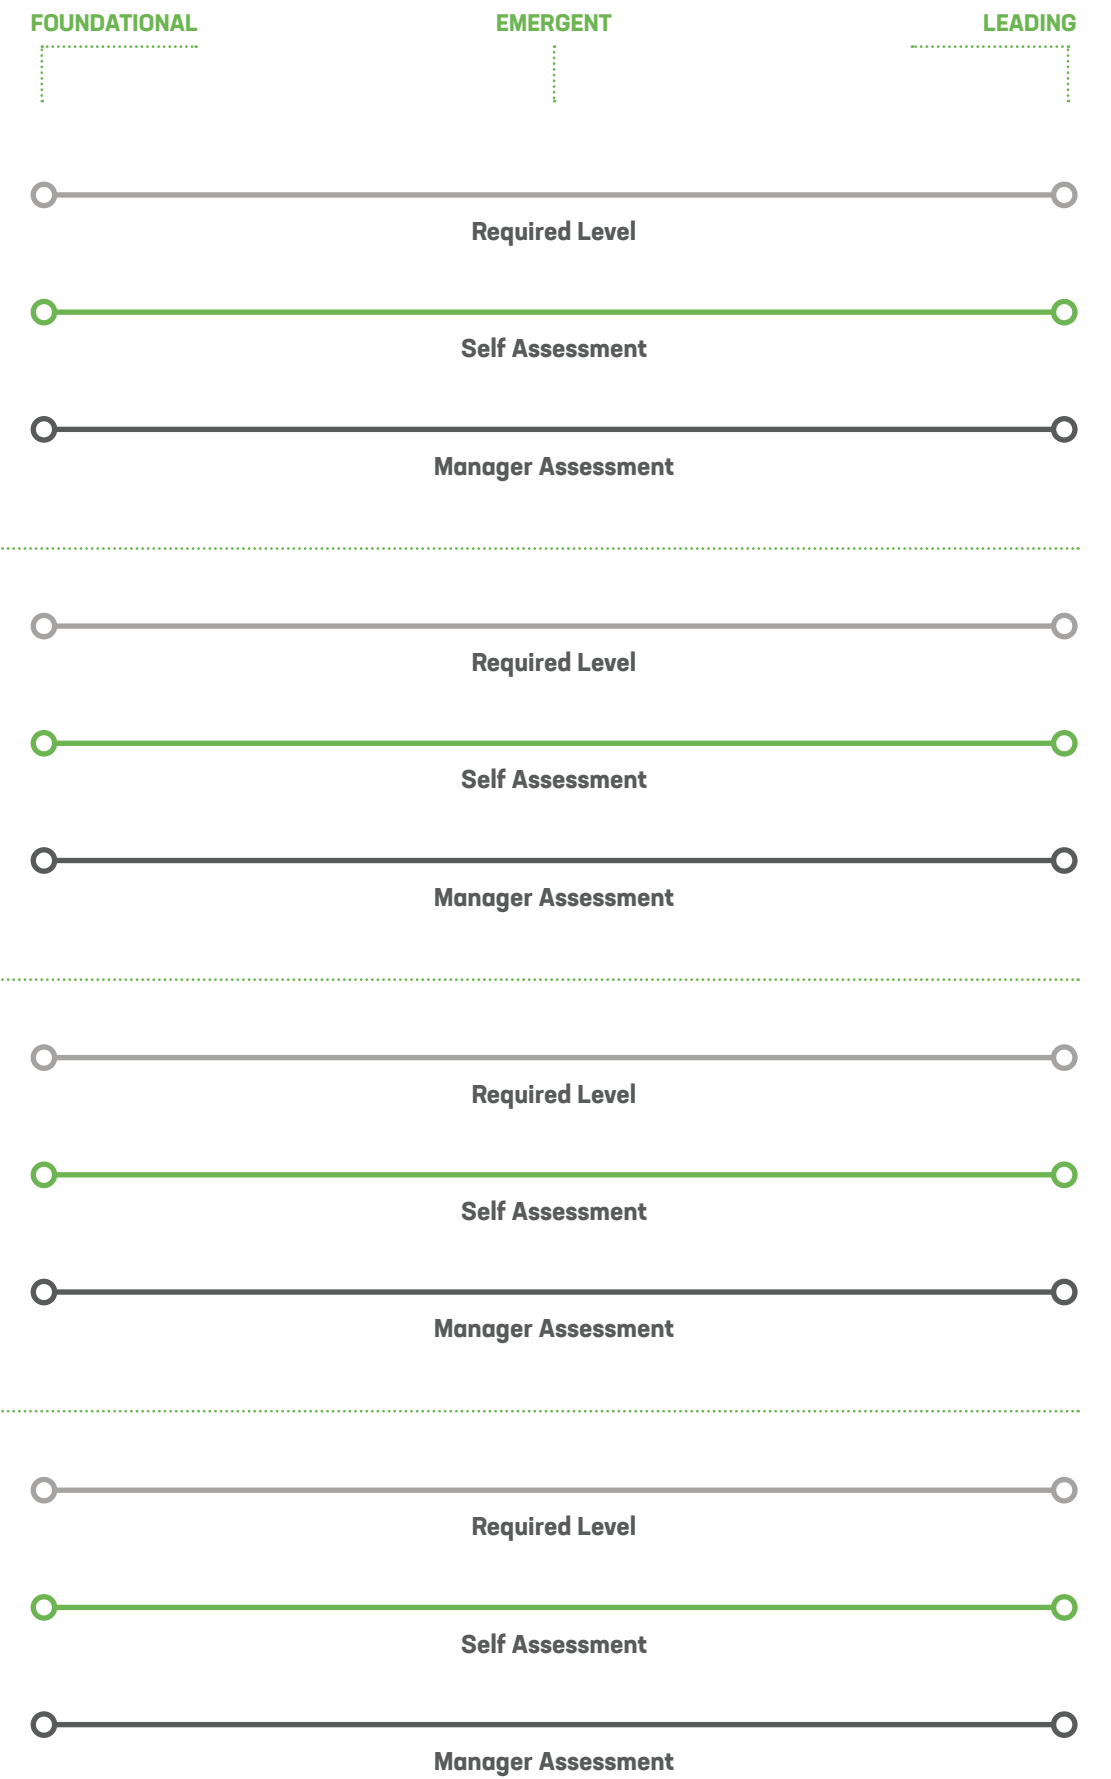 FOUNDATIONAL EMERGENT LEADING
Required Level
Self Assessment
Manager Assessment
Required Level
Self Assessment
Manager Assessment
Required Level
Self Assessment
Manager Assessment
Required Level
Self Assessment
Manager Assessment